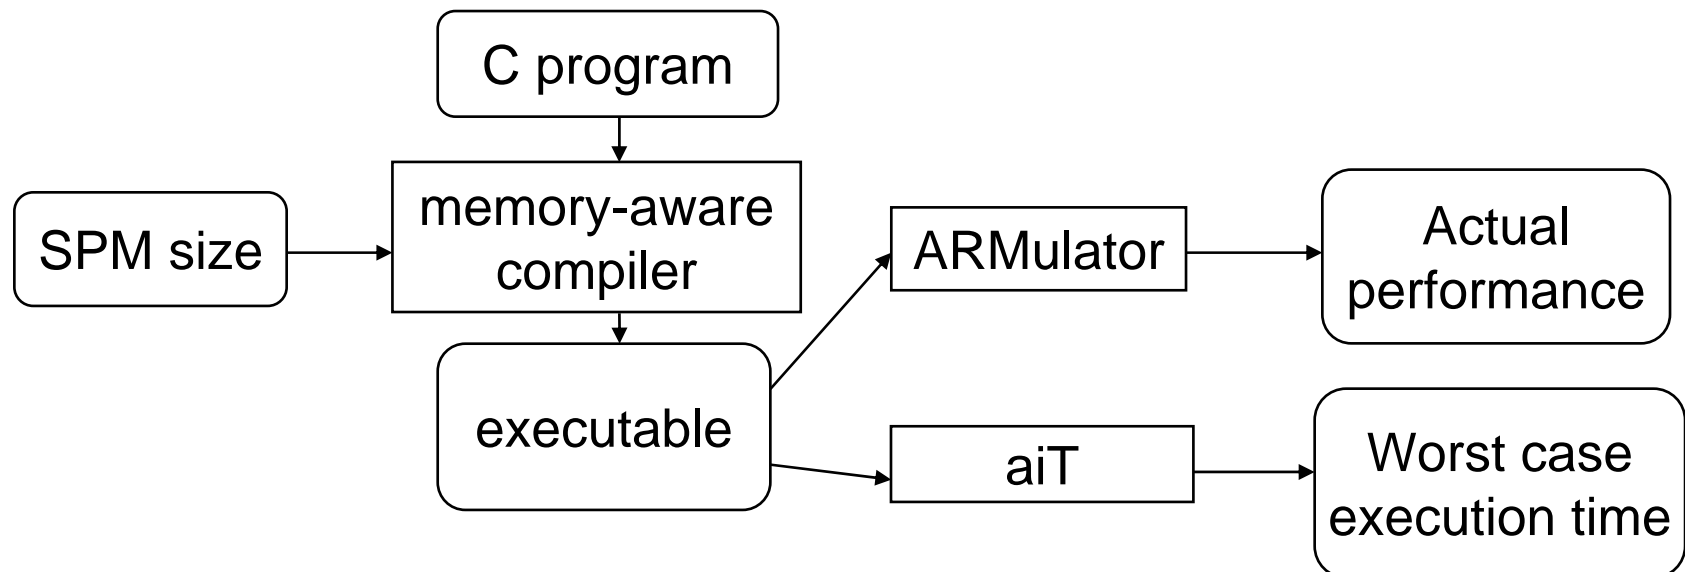 C program
SPM size
memory-aware
compiler
ARMulator
Actual
performance
executable
aiT
Worst case
execution time